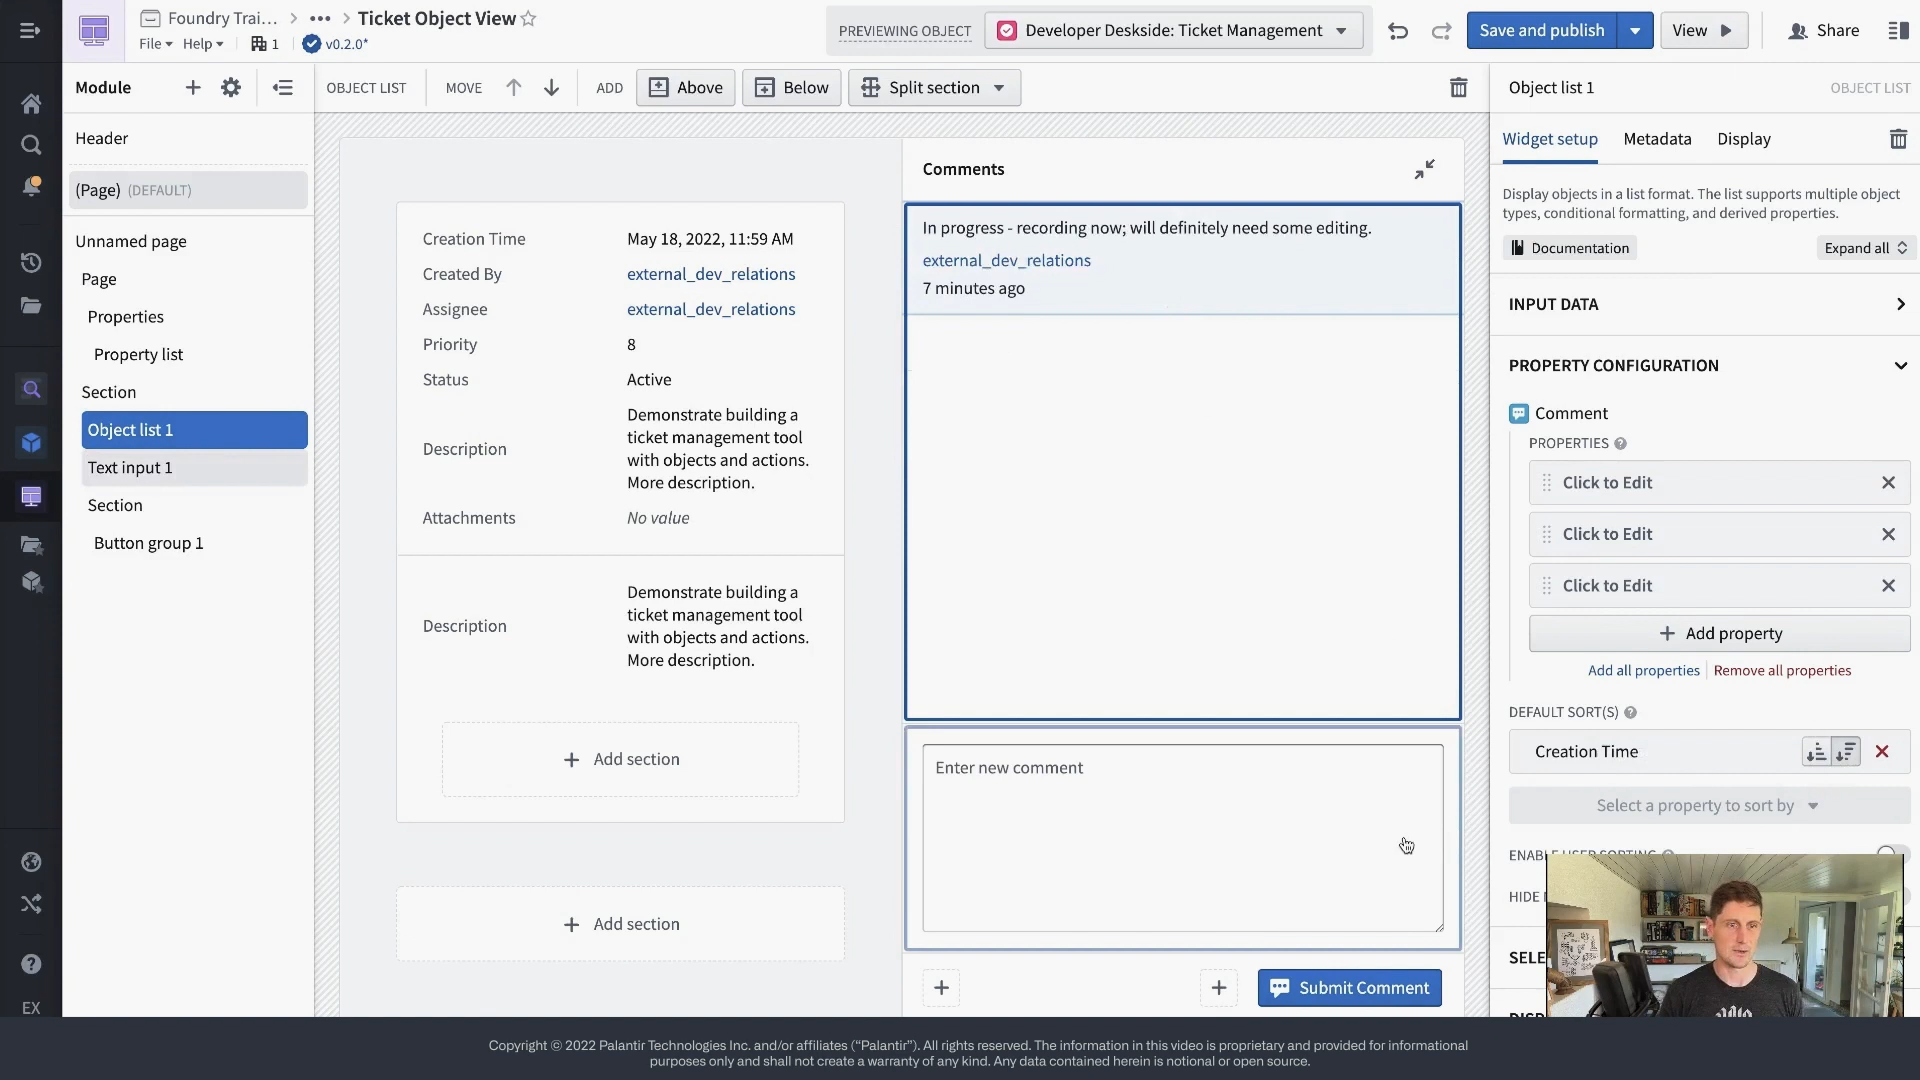 Foundry Trai... > ••• > Ticket Object View
File Help 1 v0.2.0*
PREVIEWING OBJECT Developer Deskside: Ticket Management
Save and publish View Share
Module
OBJECT LIST MOVE ADD Above Below Split section
Object list 1 OBJECT LIST
Header
(Page) (DEFAULT)
Unnamed page
Page
Properties
Property list
Section
Object list 1
Text input 1
Section
Button group 1
EX
Creation Time May 18, 2022, 11:59 AM
Created By external_dev_relations
Assignee external_dev_relations
Priority 8
Status Active
Description
Demonstrate building a
ticket management tool
with objects and actions.
More description.
Attachments No value
Description
Demonstrate building a
ticket management tool
with objects and actions.
More description.
+ Add section
+ Add section
Comments
In progress - recording now; will definitely need some editing.
external_dev_relations
7 minutes ago
Enter new comment
Submit Comment
Widget setup Metadata Display
Display objects in a list format. The list supports multiple object
types, conditional formatting, and derived properties.
Documentation Expand all
INPUT DATA
PROPERTY CONFIGURATION
Comment
PROPERTIES
Click to Edit
Click to Edit
Click to Edit
+ Add property
Add all properties Remove all properties
DEFAULT SORT(S)
Creation Time
Select a property to sort by
ENABLE USER SORTING
HIDE
SELE
Copyright © 2022 Palantir Technologies Inc. and/or affiliates (“Palantir”). All rights reserved. The information in this video is proprietary and provided for informational
purposes only and shall not create a warranty of any kind. Any data contained herein is notional or open source.